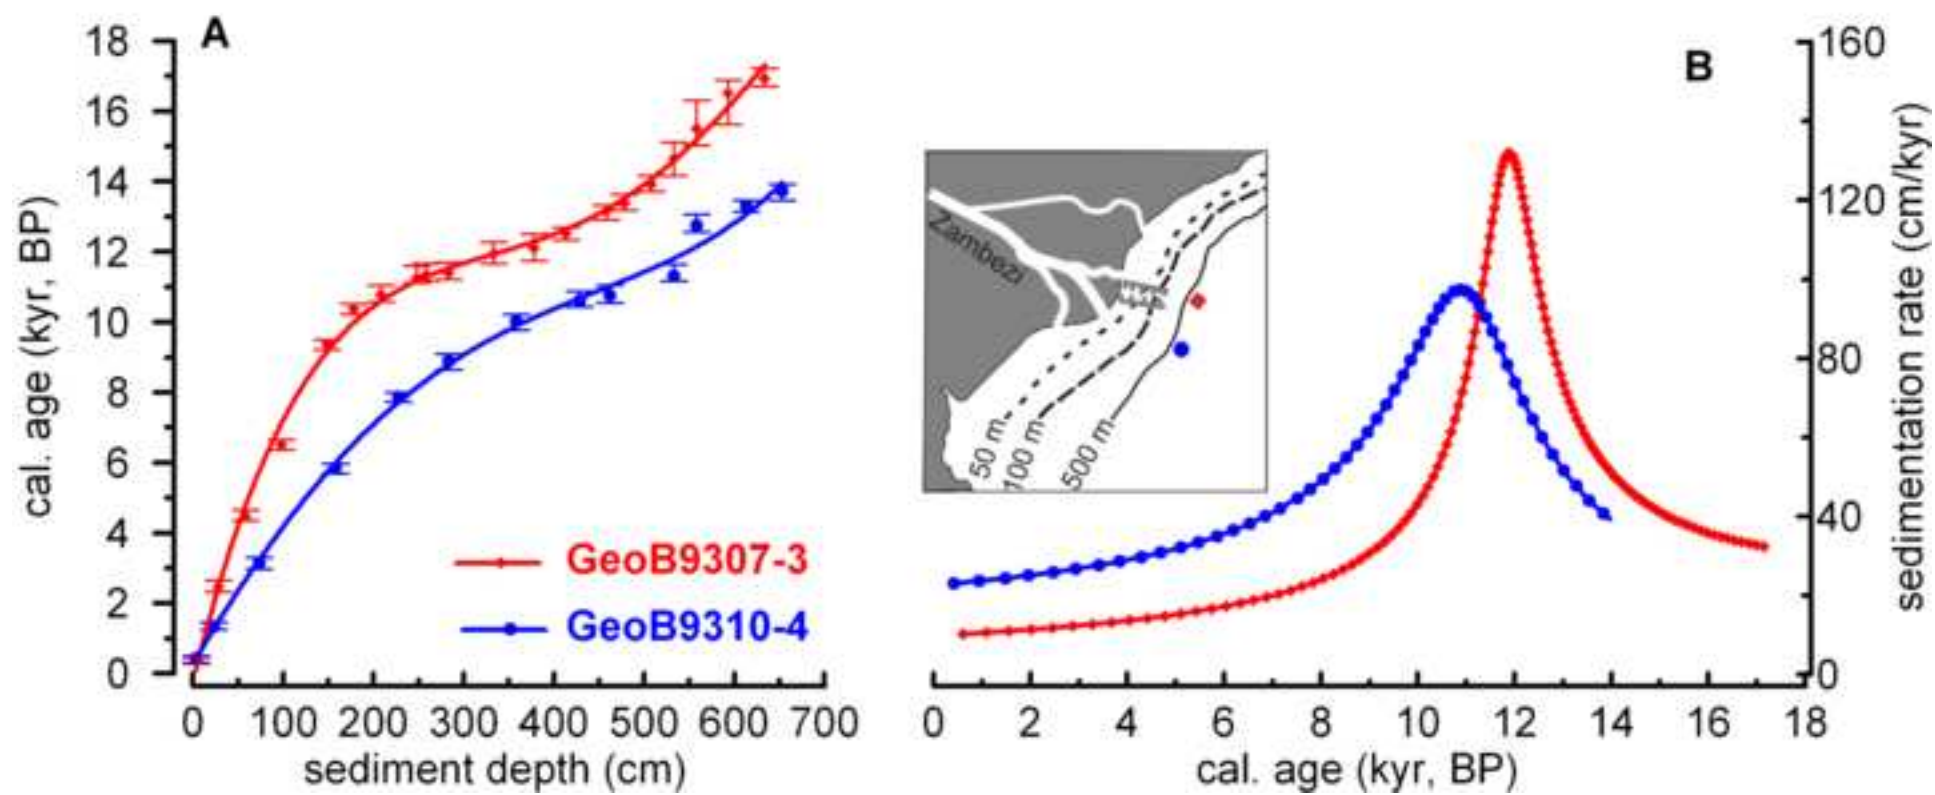 A
18
16
14
12
10
8
6
4
2
0
cal. age (kyr, BP)
0 100 200 300 400 500 600 700
sediment depth (cm)
GeoB9307-3
GeoB9310-4
B
160
120
80
40
0
sedimentation rate (cm/kyr)
0 2 4 6 8 10 12 14 16 18
cal. age (kyr, BP)
Zambezi
50 m
100 m
500 m